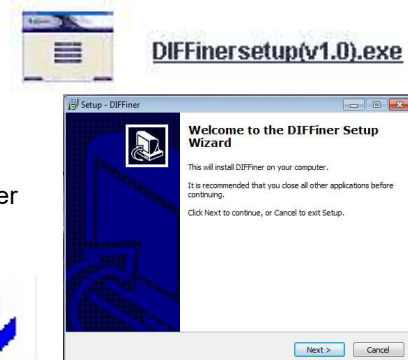 DIFFinersetup(v1.0).exe
Setup - DIFFiner
Welcome to the DIFFiner Setup
Wizard
This will install DIFFiner on your computer.
It is recommended that you close all other applications before
continuing.
Click Next to continue, or Cancel to exit Setup.
er
Next >
Cancel